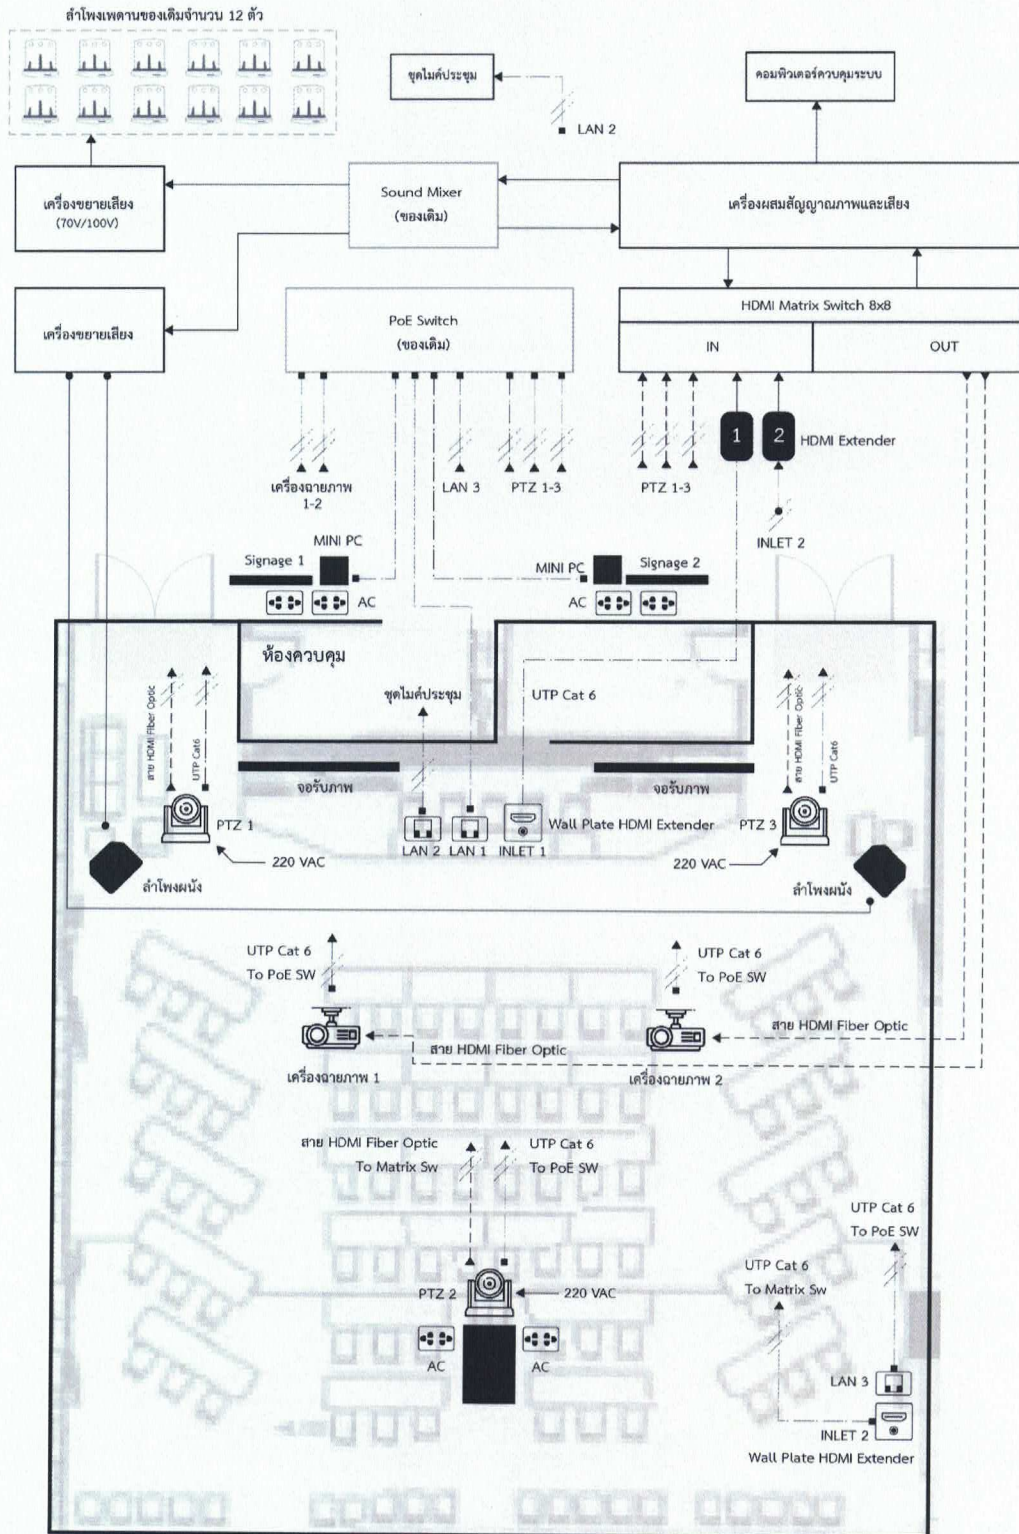 ลำโพงเพดานของเดิมจำนวน 12 ตัว
ชุดไมค์ประชุม
LAN 2
คอมพิวเตอร์ควบคุมระบบ
เครื่องขยายเสียง
(70V/100V)
Sound Mixer
(ของเดิม)
เครื่องผสมสัญญาณภาพและเสียง
เครื่องขยายเสียง
PoE Switch
(ของเดิม)
HDMI Matrix Switch 8x8
IN
OUT
1
2
HDMI Extender
เครื่องฉายภาพ
1-2
LAN 3
PTZ 1-3
PTZ 1-3
INLET 2
Signage 1
MINI PC
AC
MINI PC
Signage 2
AC
ห้องควบคุม
ชุดไมค์ประชุม
UTP Cat 6
สาย HDMI Fiber Optic
UTP Cat6
สาย HDMI Fiber Optic
UTP Cat6
จอรับภาพ
จอรับภาพ
PTZ 1
220 VAC
LAN 2
LAN 1
INLET 1
Wall Plate HDMI Extender
PTZ 3
220 VAC
ลำโพงผนัง
ลำโพงผนัง
UTP Cat 6
To PoE SW
UTP Cat 6
To PoE SW
สาย HDMI Fiber Optic
สาย HDMI Fiber Optic
เครื่องฉายภาพ 1
เครื่องฉายภาพ 2
สาย HDMI Fiber Optic
To Matrix Sw
UTP Cat 6
To PoE SW
UTP Cat 6
To PoE SW
UTP Cat 6
To Matrix Sw
PTZ 2
220 VAC
AC
AC
LAN 3
INLET 2
Wall Plate HDMI Extender